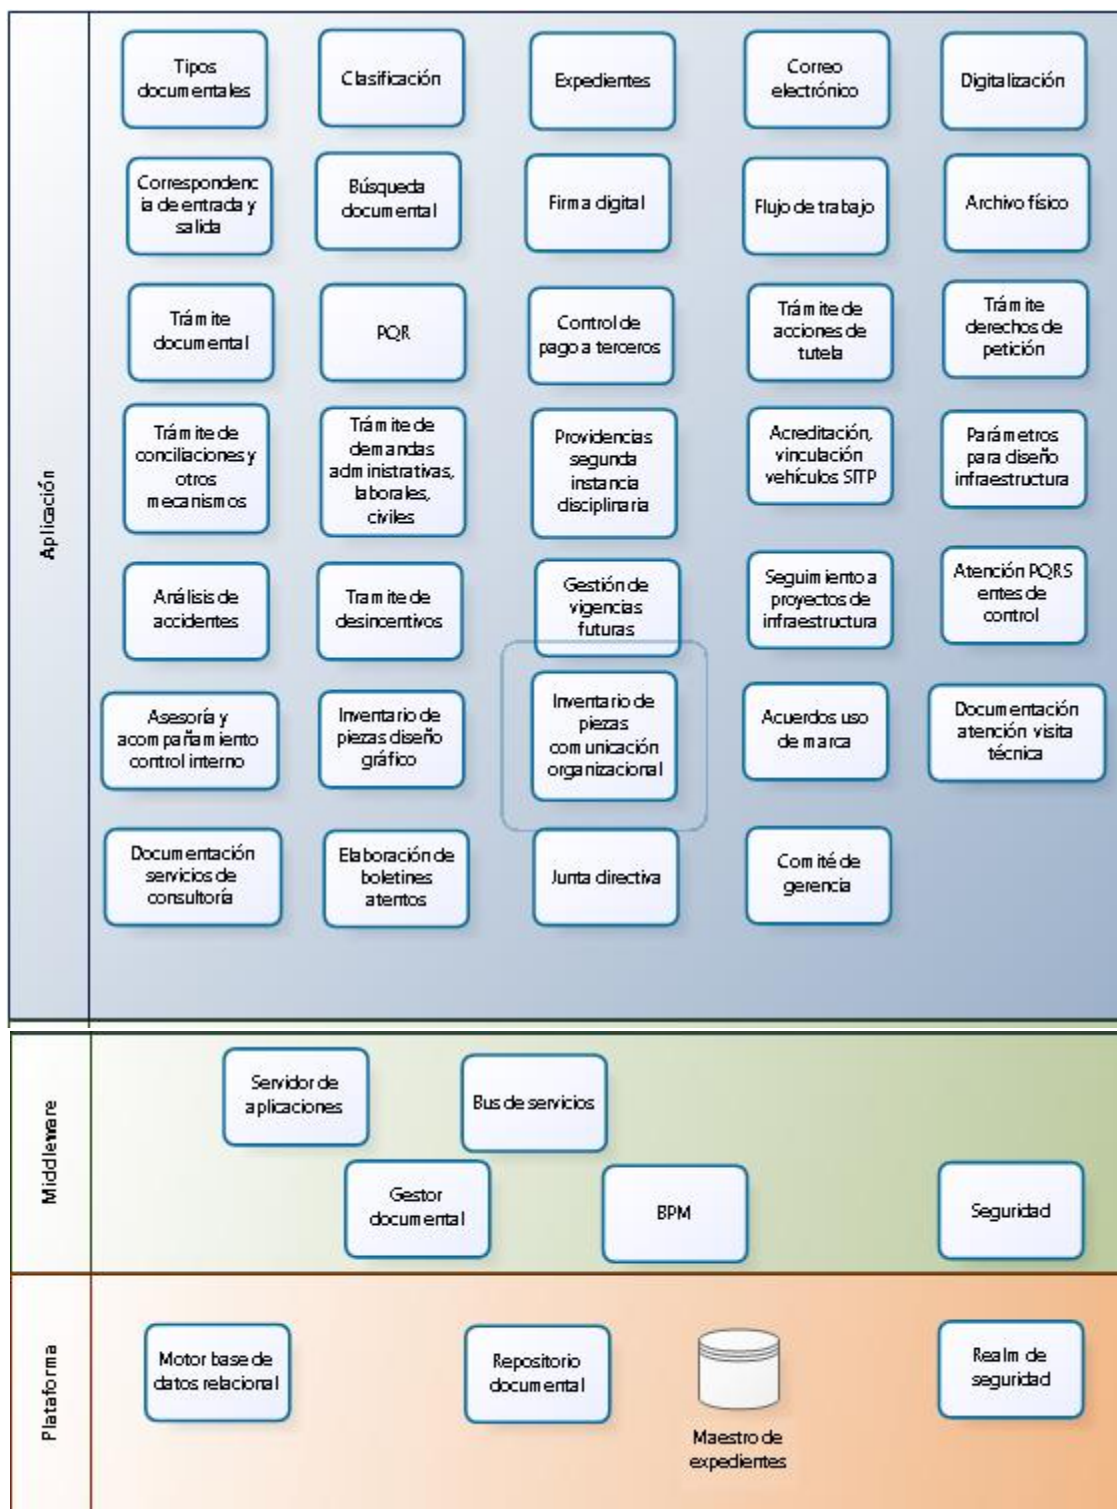 Aplicación
Tipos
documentales
Clasificación
Expedientes
Correo
electrónico
Digitalización
Correspondenc
ia de entrada y
salida
Búsqueda
documental
Firma digital
Flujo de trabajo
Archivo físico
Trámite
documental
PQR
Control de
pago a terceros
Trámite de
acciones de
tutela
Trámite
derechos de
petición
Trámite de
conciliaciones y
otros
mecanismos
Trámite de
demandas
administrativas,
laborales,
civiles
Providencias
segunda
instancia
disciplinaria
Acreditación,
vinculación
vehículos SITP
Parámetros
para diseño
infraestructura
Análisis de
accidentes
Tramite de
desincentivos
Gestión de
vigencias
futuras
Seguimiento a
proyectos de
infraestructura
Atención PQRS
entes de
control
Asesoría y
acompañamiento
control interno
Inventario de
piezas diseño
gráfico
Inventario de
piezas
comunicación
organizacional
Acuerdos uso
de marca
Documentación
atención visita
técnica
Documentación
servicios de
consultoría
Elaboración de
boletines
atentos
Junta directiva
Comité de
gerencia
Middleware
Servidor de
aplicaciones
Bus de servicios
Gestor
documental
BPM
Seguridad
Plataforma
Motor base de
datos relacional
Repositorio
documental
Maestro de
expedientes
Realm de
seguridad